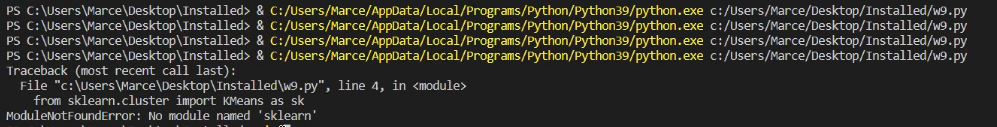 PS C:\Users\Marce\Desktop\Installed> & C:/Users/Marce/AppData/Local/Programs/Python/Python39/python.exe c:/Users/Marce/Desktop/Installed/w9.py
PS C:\Users\Marce\Desktop\Installed> & C:/Users/Marce/AppData/Local/Programs/Python/Python39/python.exe c:/Users/Marce/Desktop/Installed/w9.py
PS C:\Users\Marce\Desktop\Installed> & C:/Users/Marce/AppData/Local/Programs/Python/Python39/python.exe c:/Users/Marce/Desktop/Installed/w9.py
PS C:\Users\Marce\Desktop\Installed> & C:/Users/Marce/AppData/Local/Programs/Python/Python39/python.exe c:/Users/Marce/Desktop/Installed/w9.py
Traceback (most recent call last):
  File "c:\Users\Marce\Desktop\Installed\w9.py", line 4, in <module>
    from sklearn.cluster import KMeans as sk
ModuleNotFoundError: No module named 'sklearn'